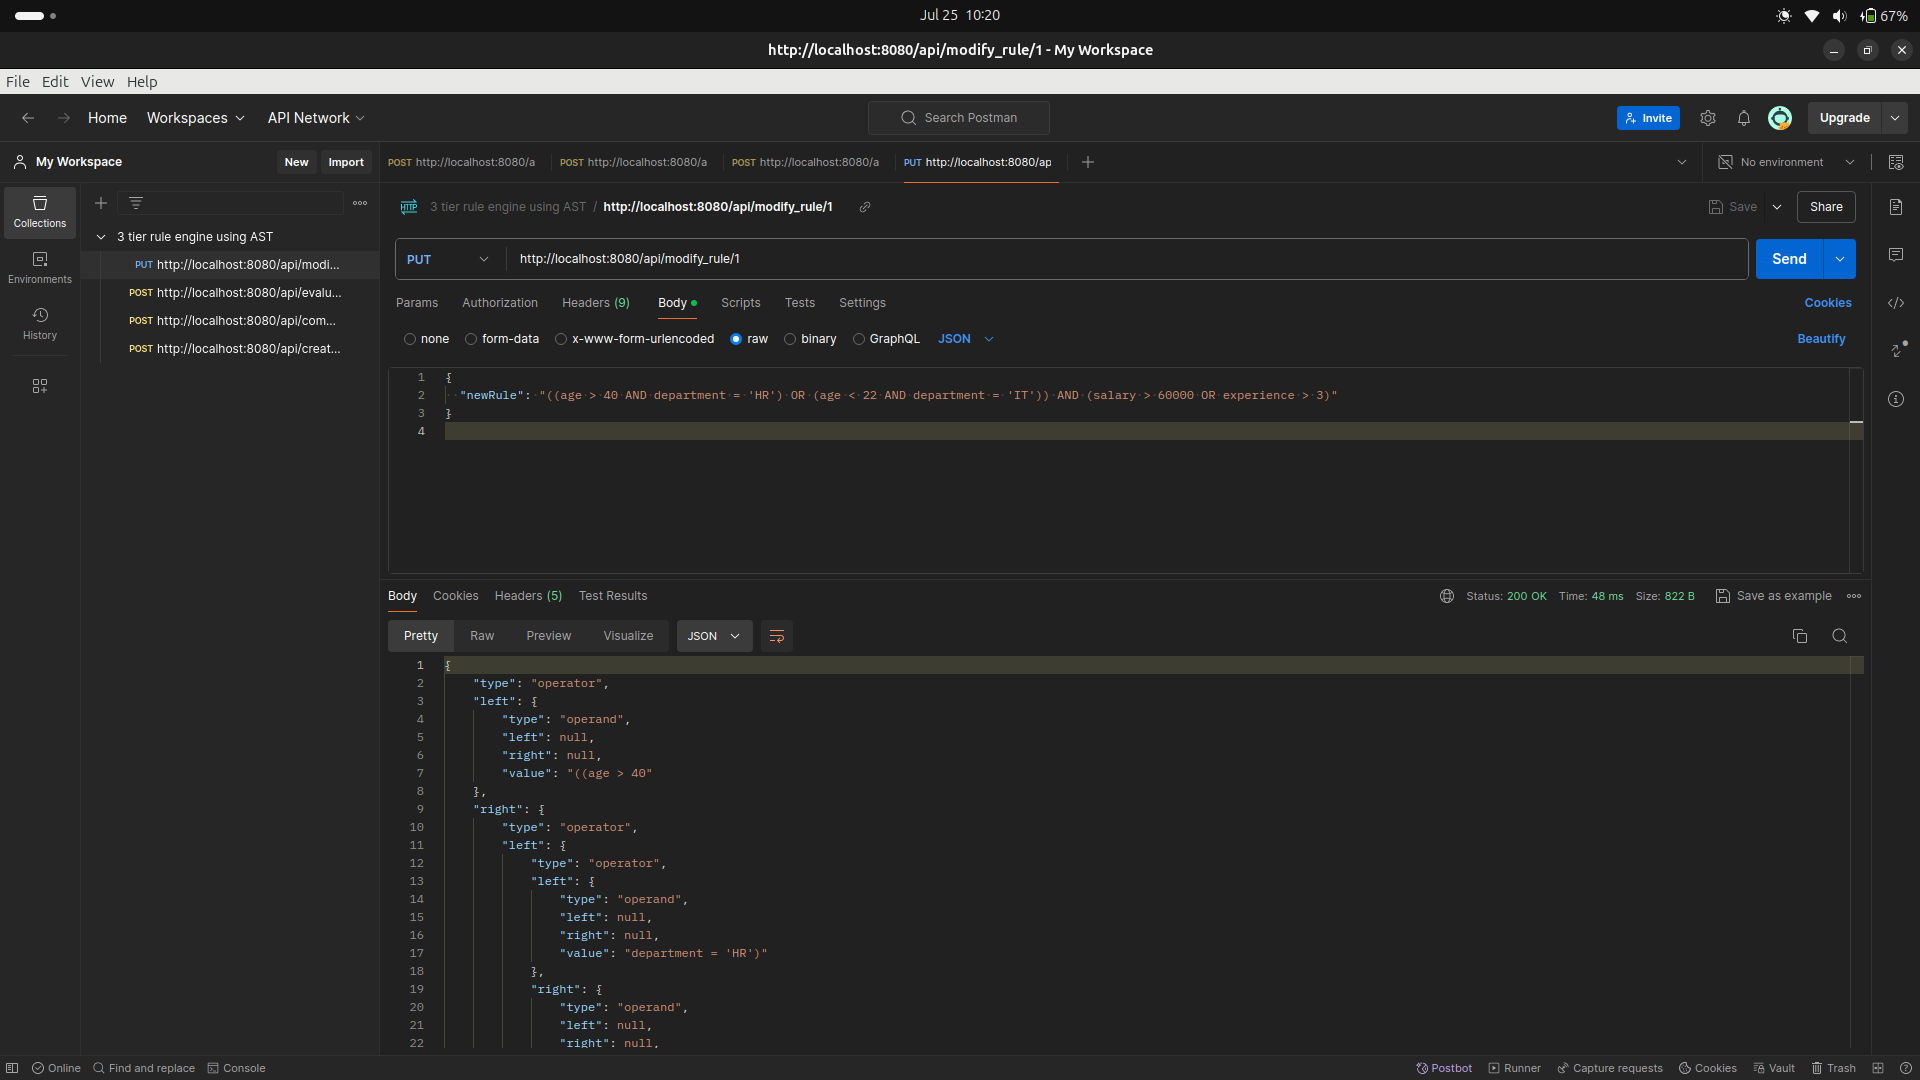 Jul 25 10:20
67%
http://localhost:8080/api/modify_rule/1 - My Workspace
File Edit View Help
Home Workspaces API Network Search Postman Invite Upgrade
My Workspace New Import
POST http://localhost:8080/a POST http://localhost:8080/a POST http://localhost:8080/a PUT http://localhost:8080/ap No environment
Collections
Environments
History
3 tier rule engine using AST
PUT http://localhost:8080/api/modi...
POST http://localhost:8080/api/evalu...
POST http://localhost:8080/api/com...
POST http://localhost:8080/api/creat...
HTTP 3 tier rule engine using AST / http://localhost:8080/api/modify_rule/1 Save Share
PUT http://localhost:8080/api/modify_rule/1 Send
Params Authorization Headers (9) Body Scripts Tests Settings Cookies
none form-data x-www-form-urlencoded raw binary GraphQL JSON Beautify
1 {
2 "newRule": "((age > 40 AND department = 'HR') OR (age < 22 AND department = 'IT')) AND (salary > 60000 OR experience > 3)"
3 }
4
Body Cookies Headers (5) Test Results Status: 200 OK Time: 48 ms Size: 822 B Save as example
Pretty Raw Preview Visualize JSON
1 {
2 "type": "operator",
3 "left": {
4 "type": "operand",
5 "left": null,
6 "right": null,
7 "value": "((age > 40"
8 },
9 "right": {
10 "type": "operator",
11 "left": {
12 "type": "operator",
13 "left": {
14 "type": "operand",
15 "left": null,
16 "right": null,
17 "value": "department = 'HR')"
18 },
19 "right": {
20 "type": "operand",
21 "left": null,
22 "right": null,
Online Find and replace Console Postbot Runner Capture requests Cookies Vault Trash